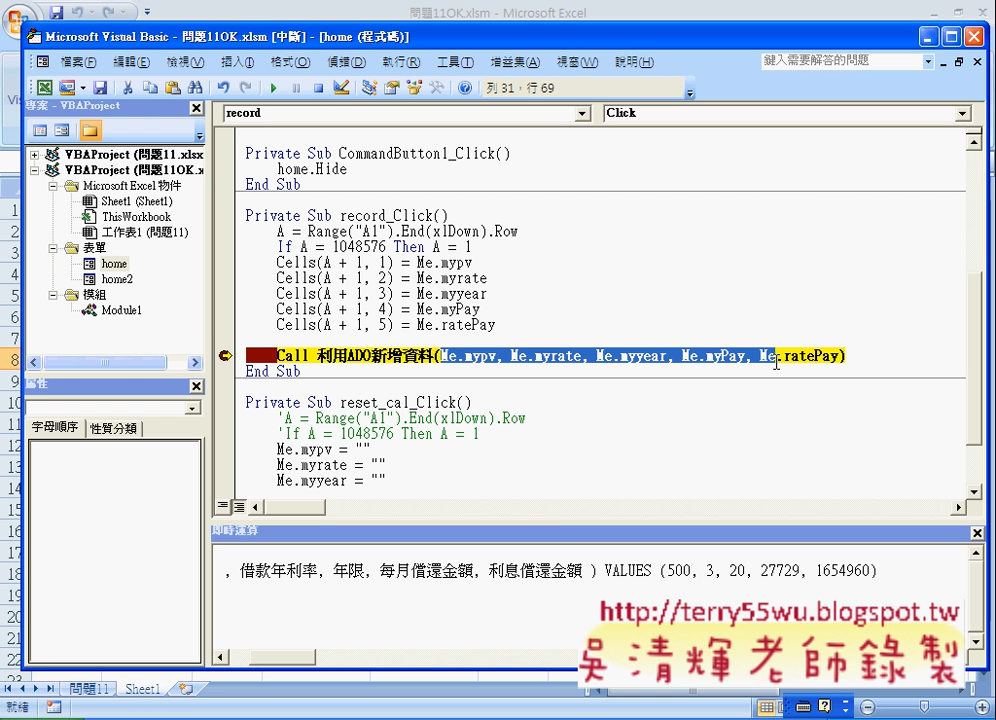 問題11OK.xlsm - Microsoft Excel
Microsoft Visual Basic - 問題11OK.xlsm [中斷] - [home (程式碼)]
檔案(F) 編輯(E) 檢視(V) 插入(I) 格式(O) 偵錯(D) 執行(R) 工具(T) 增益集(A) 視窗(W) 說明(H) 鍵入需要解答的問題
列 31，行 69
專案 - VBAProject
record Click
VBAProject (問題11.xlsx
VBAProject (問題11OK.x
Microsoft Excel 物件
Sheet1 (Sheet1)
ThisWorkbook
工作表1 (問題11)
表單
home
home2
模組
Module1
屬性
字母順序 性質分類
Private Sub CommandButton1_Click()
home.Hide
End Sub
Private Sub record_Click()
A = Range("A1").End(xlDown).Row
If A = 1048576 Then A = 1
Cells(A + 1, 1) = Me.mypv
Cells(A + 1, 2) = Me.myrate
Cells(A + 1, 3) = Me.myyear
Cells(A + 1, 4) = Me.myPay
Cells(A + 1, 5) = Me.ratePay
Call 利用ADO新增資料(Me.mypv, Me.myrate, Me.myyear, Me.myPay, Me.ratePay)
End Sub
Private Sub reset_cal_Click()
'A = Range("A1").End(xlDown).Row
'If A = 1048576 Then A = 1
Me.mypv = ""
Me.myrate = ""
Me.myyear = ""
即時運算
, 借款年利率, 年限, 每月償還金額, 利息償還金額 ) VALUES (500, 3, 20, 27729, 1654960)
http://terry55wu.blogspot.tw
吳清輝老師錄製
問題11 Sheet1
就緒